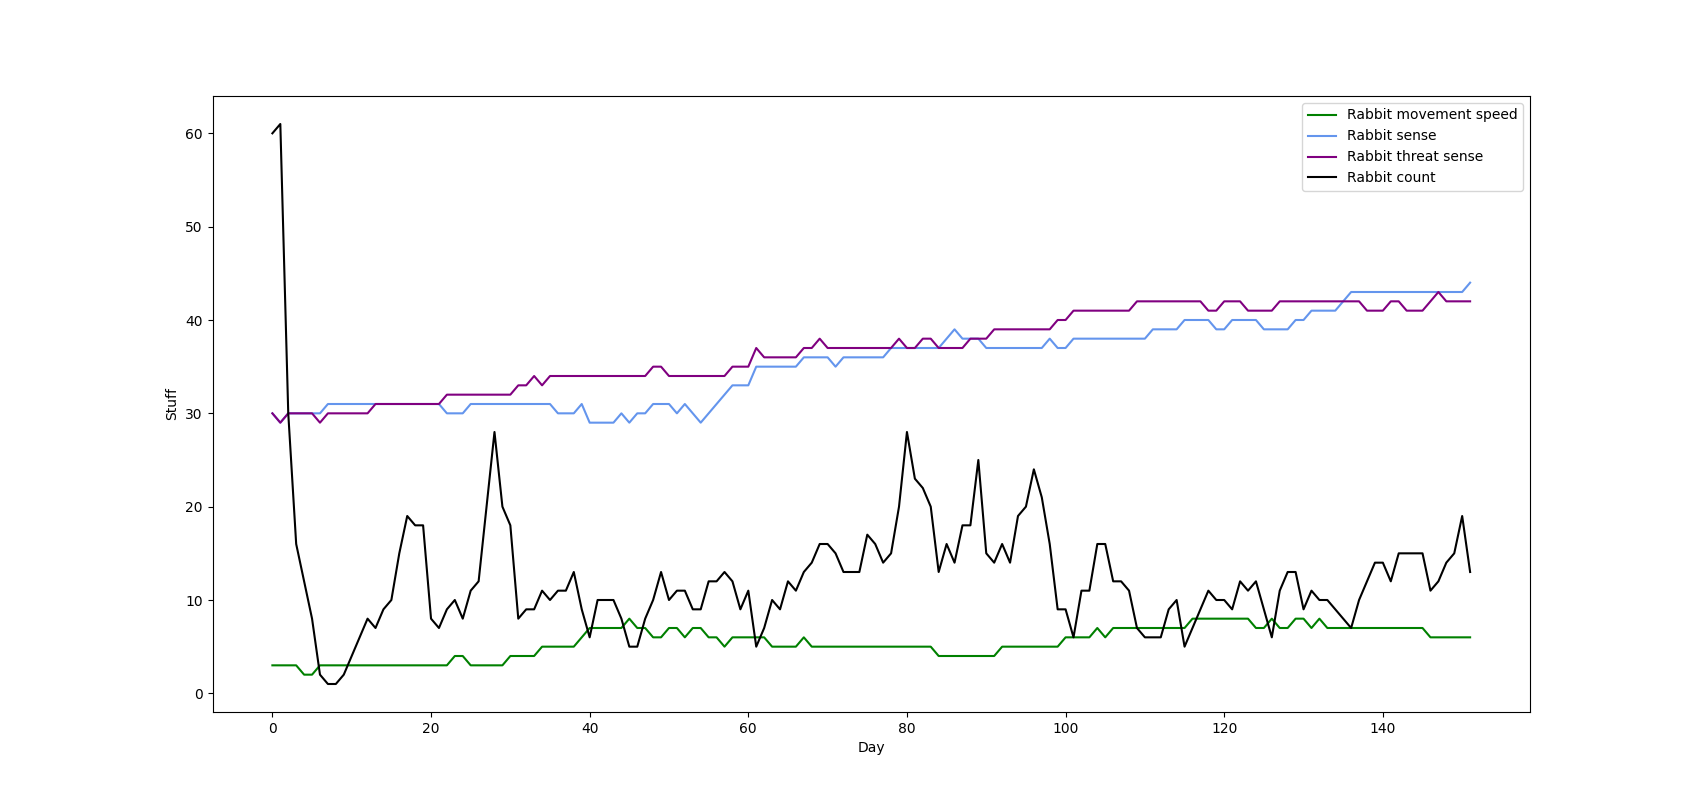 Rabbit movement speed
Rabbit sense
Rabbit threat sense
Rabbit count
60
50
40
30
20
10
0
Stuff
0 20 40 60 80 100 120 140
Day